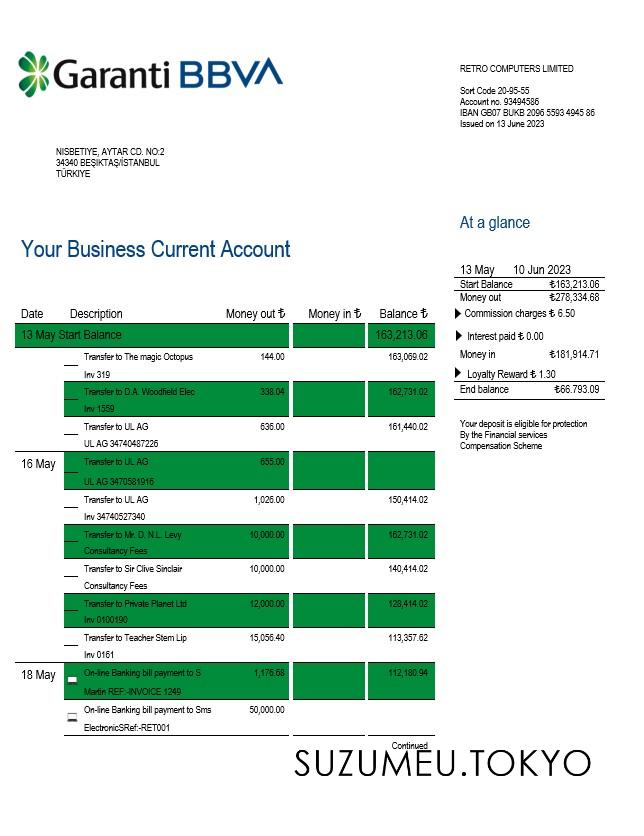 Garanti BBVA
RETRO COMPUTERS LIMITED
Sort Code 20-95-55
Account no. 93494586
IBAN GB07 BUKB 2096 5593 4945 86
Issued on 13 June 2023
NISBETIYE, AYTAR CD. NO:2
34340 BEŞIKTAŞ/ISTANBUL
TÜRKIYE
At a glance
Your Business Current Account
13 May 10 Jun 2023
Start Balance ₺163,213.06
Money out ₺278,334.68
Commission charges ₺ 6.50
Interest paid ₺ 0.00
Money in ₺181,914.71
Loyalty Reward ₺ 1.30
End balance ₺66.793.09
Your deposit is eligible for protection
By the Financial services
Compensation Scheme
Date Description Money out ₺ Money in ₺ Balance ₺
13 May Start Balance 163,213.06
Transfer to The magic Octopus 144.00 163,069.02
Inv 319
Transfer to D.A. Woodfield Elec 338.04 162,731.02
Inv 1559
Transfer to UL AG 636.00 161,440.02
UL AG 34740487226
16 May Transfer to UL AG 655.00
UL AG 3470581916
Transfer to UL AG 1,026.00 150,414.02
Inv 34740527340
Transfer to Mr. D. N.L. Levy 10,000.00 162,731.02
Consultancy Fees
Transfer to Sir Clive Sinclair 10,000.00 140,414.02
Consultancy Fees
Transfer to Private Planet Ltd 12,000.00 128,414.02
Inv 0100190
Transfer to Teacher Stem Lip 15,056.40 113,357.62
Inv 0161
18 May On-line Banking bill payment to S 1,176.68 112,180.94
Martin REF:-INVOICE 1249
On-line Banking bill payment to Sms 50,000.00
ElectronicSRef:-RET001
Continued
SUZUMEU.TOKYO